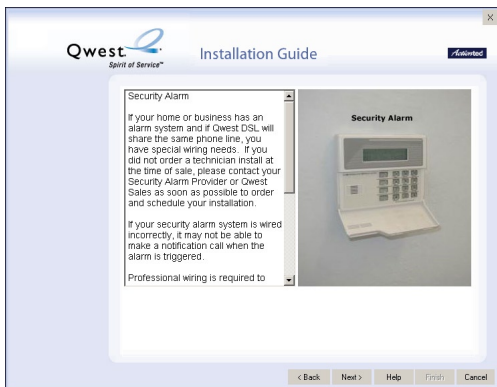 X
Qwest
Spirit of Service™
Installation Guide
Actiontec
Security Alarm
If your home or business has an
alarm system and if Qwest DSL will
share the same phone line, you
have special wiring needs. If you
did not order a technician install at
the time of sale, please contact your
Security Alarm Provider or Qwest
Sales as soon as possible to order
and schedule your installation.
If your security alarm system is wired
incorrectly, it may not be able to
make a notification call when the
alarm is triggered.
Professional wiring is required to
Security Alarm
< Back
Next >
Help
Finish
Cancel